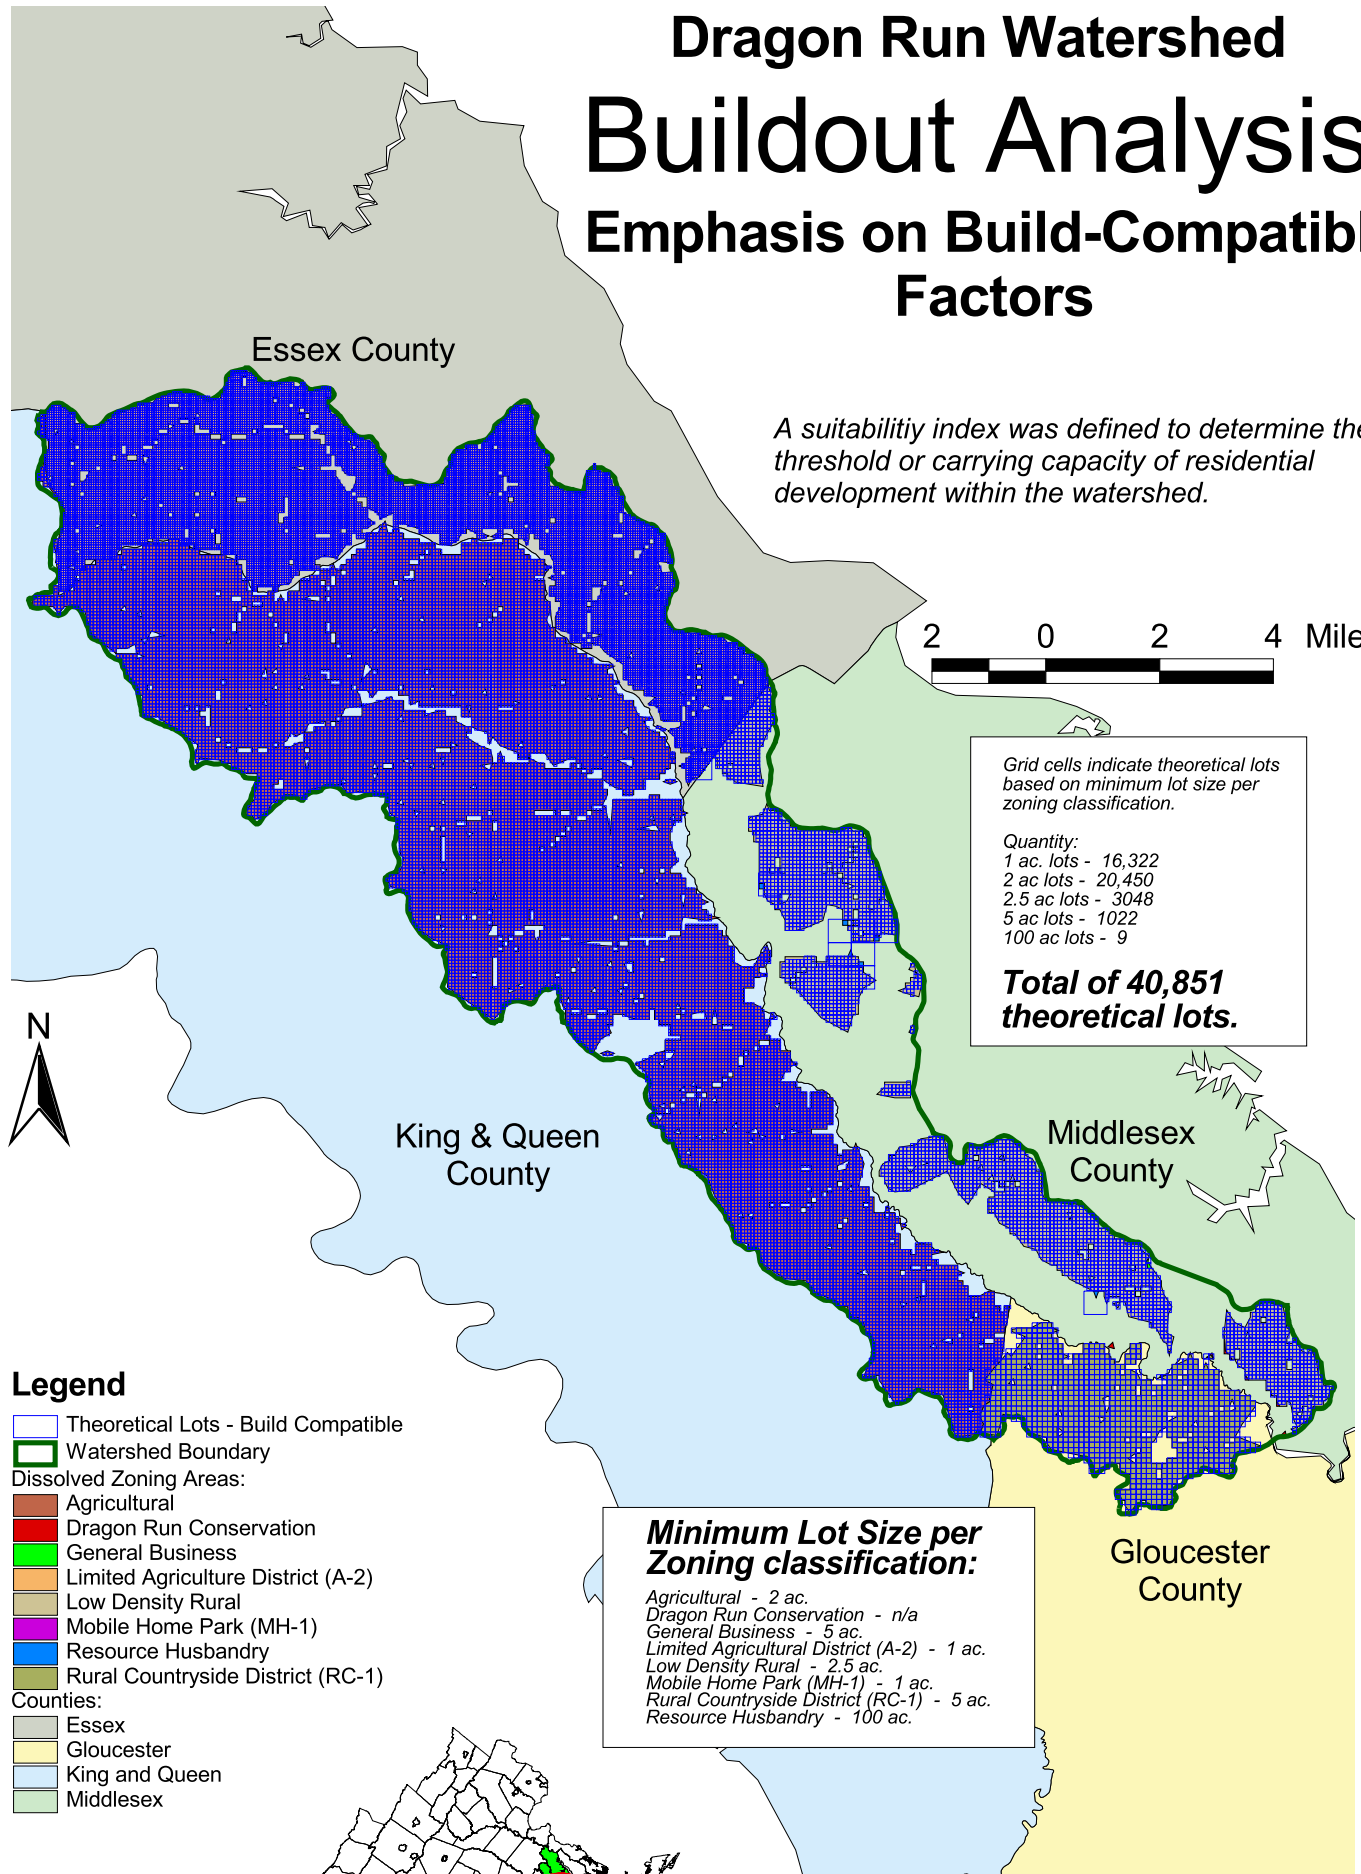 Dragon Run Watershed
Buildout Analysis
Emphasis on Build-Compatibl
Factors
Essex County
A suitabilitiy index was defined to determine the
threshold or carrying capacity of residential
development within the watershed.
2 0 2 4 Mile
Grid cells indicate theoretical lots
based on minimum lot size per
zoning classification.
Quantity:
1 ac. lots - 16,322
2 ac lots - 20,450
2.5 ac lots - 3048
5 ac lots - 1022
100 ac lots - 9
Total of 40,851
theoretical lots.
N
King & Queen
County
Middlesex
County
Legend
Theoretical Lots - Build Compatible
Watershed Boundary
Dissolved Zoning Areas:
Agricultural
Dragon Run Conservation
General Business
Limited Agriculture District (A-2)
Low Density Rural
Mobile Home Park (MH-1)
Resource Husbandry
Rural Countryside District (RC-1)
Counties:
Essex
Gloucester
King and Queen
Middlesex
Minimum Lot Size per
Zoning classification:
Agricultural - 2 ac.
Dragon Run Conservation - n/a
General Business - 5 ac.
Limited Agricultural District (A-2) - 1 ac.
Low Density Rural - 2.5 ac.
Mobile Home Park (MH-1) - 1 ac.
Rural Countryside District (RC-1) - 5 ac.
Resource Husbandry - 100 ac.
Gloucester
County